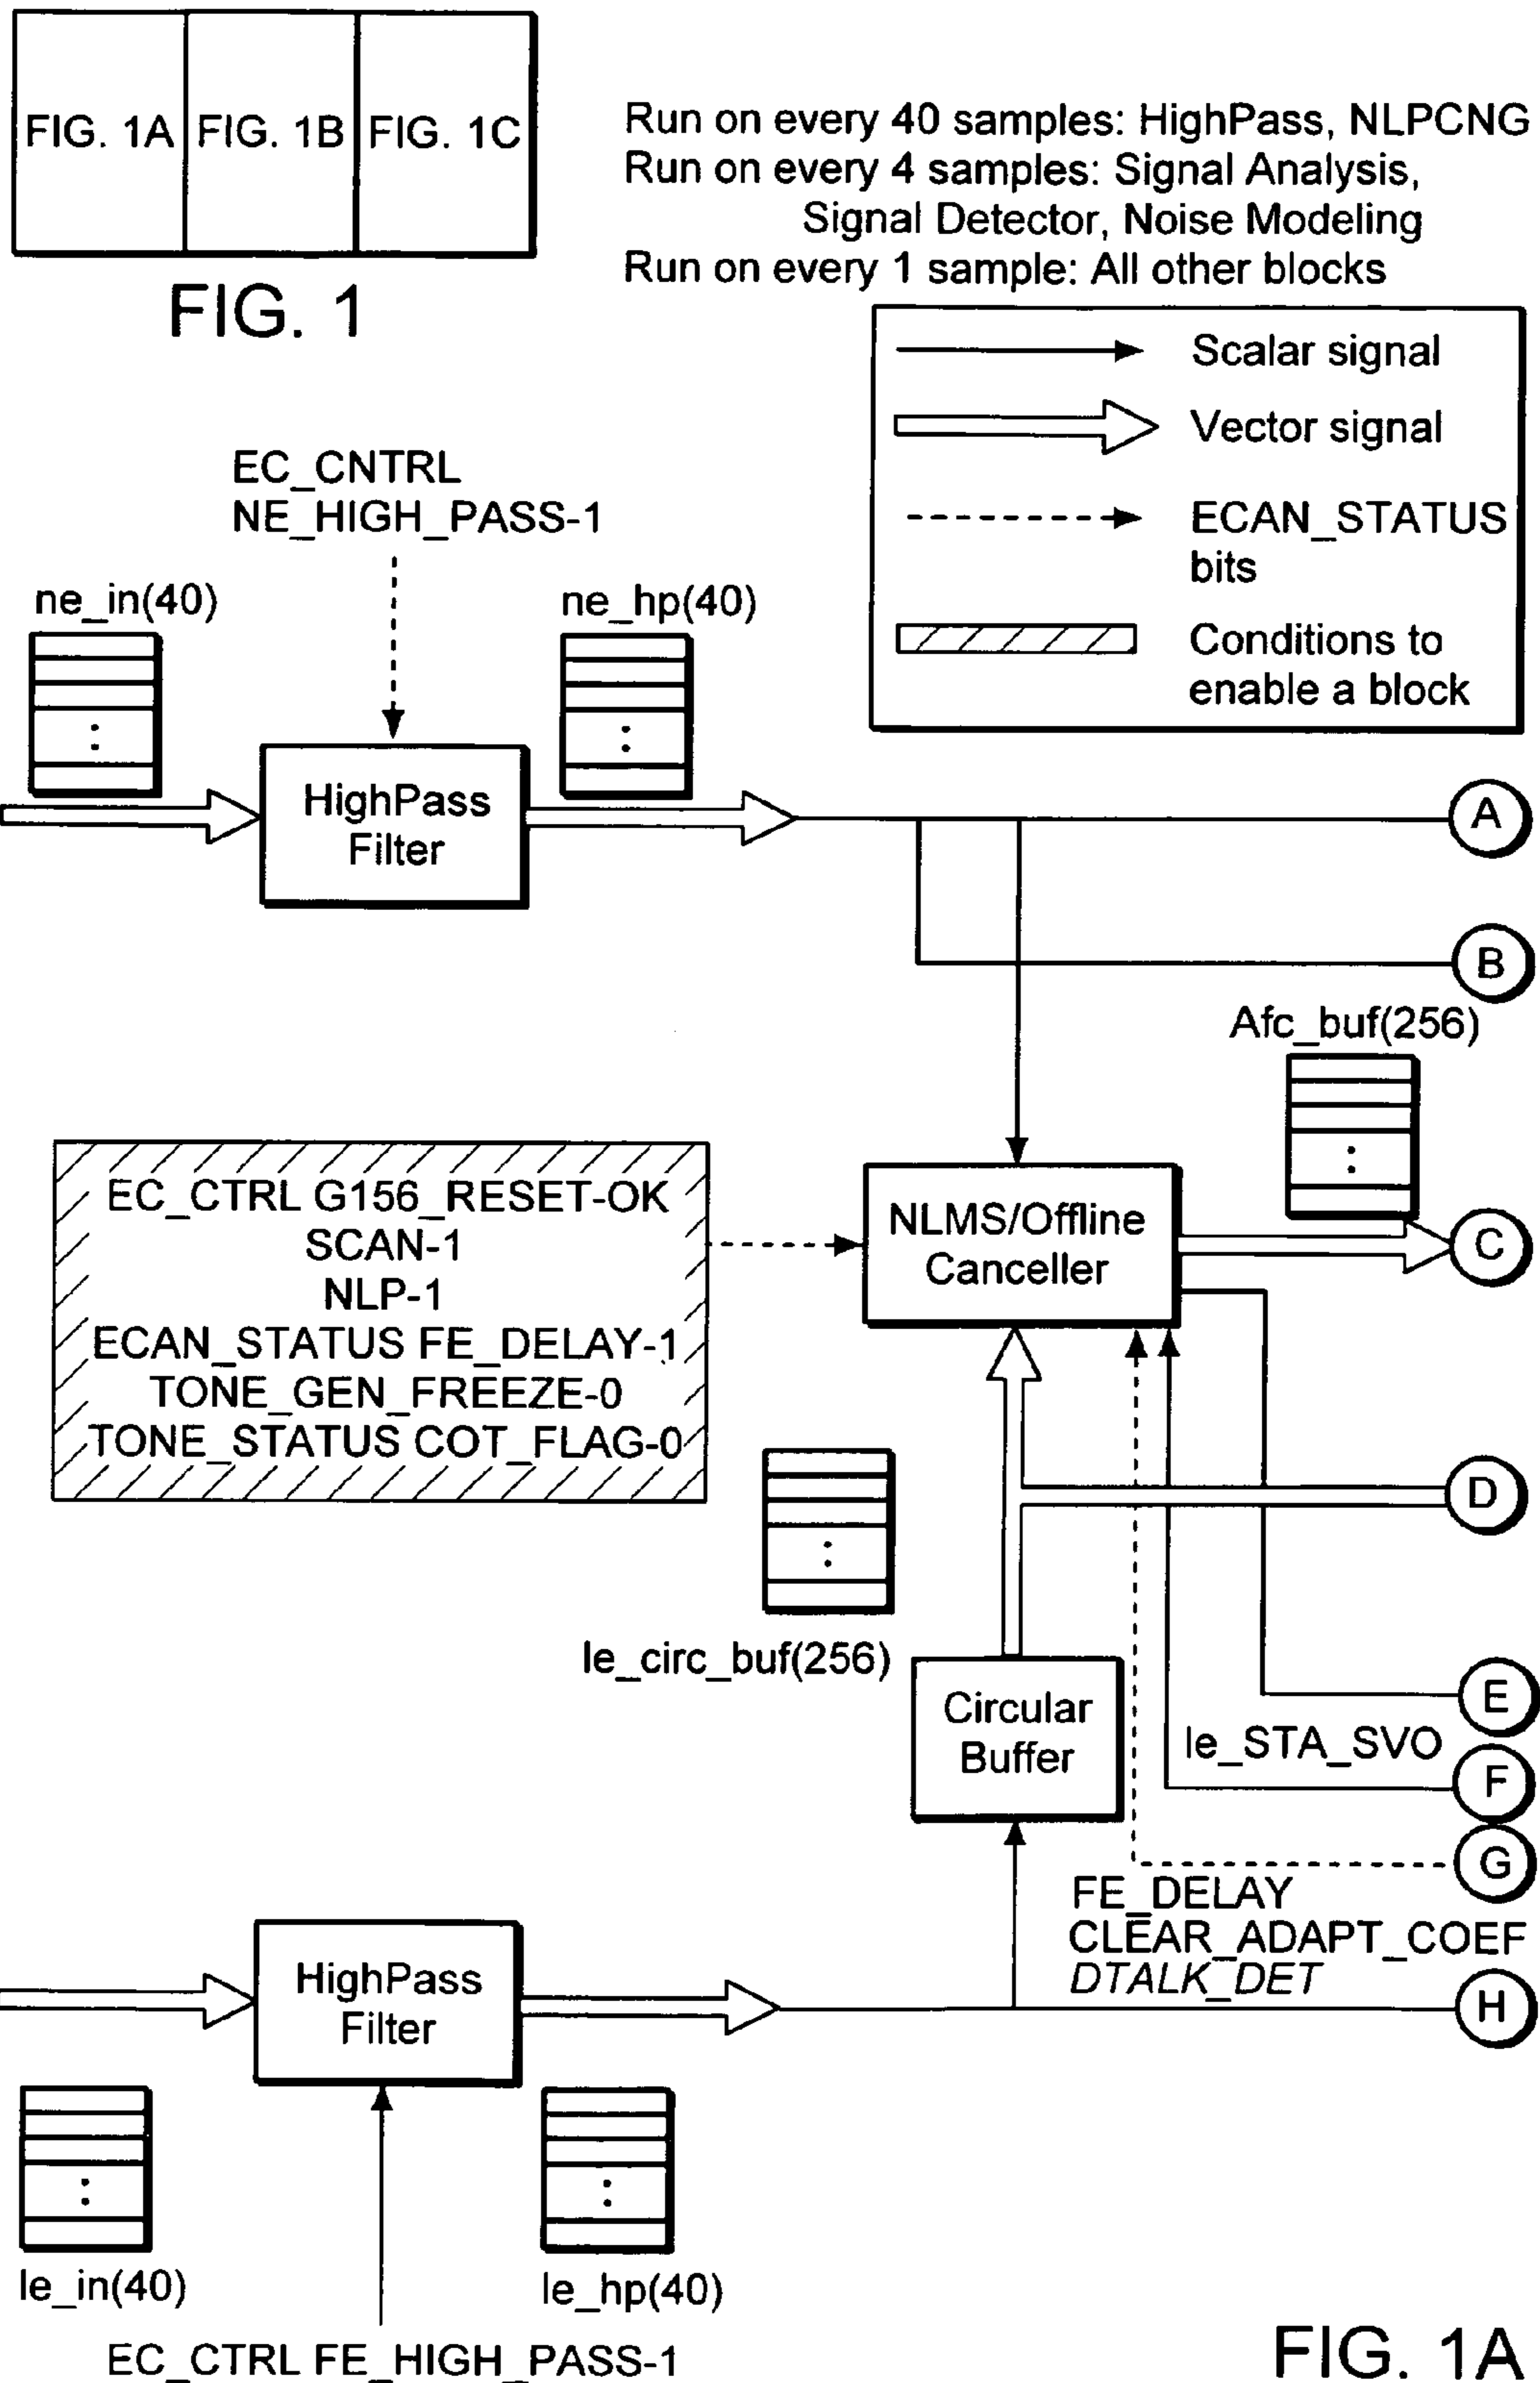 FIG. 1A
FIG. 1B
FIG. 1C
FIG. 1
Run on every 40 samples: HighPass, NLPCNG
Run on every 4 samples: Signal Analysis,
Signal Detector, Noise Modeling
Run on every 1 sample: All other blocks
Scalar signal
Vector signal
ECAN_STATUS
bits
Conditions to
enable a block
EC_CNTRL
NE_HIGH_PASS-1
ne_in(40)
ne_hp(40)
HighPass
Filter
A
B
Afc_buf(256)
EC_CTRL G156_RESET-OK
SCAN-1
NLP-1
ECAN_STATUS FE_DELAY-1
TONE_GEN_FREEZE-0
TONE_STATUS COT_FLAG-0
NLMS/Offline
Canceller
C
D
le_circ_buf(256)
Circular
Buffer
E
le_STA_SVO
F
G
FE_DELAY
CLEAR_ADAPT_COEF
DTALK_DET
HighPass
Filter
H
le_in(40)
le_hp(40)
EC_CTRL FE_HIGH_PASS-1
FIG. 1A